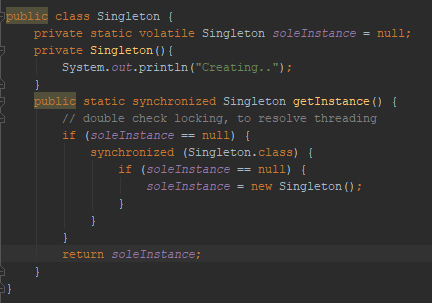 public class Singleton {
private static volatile Singleton soleInstance = null;
private Singleton(){
System.out.println("Creating..");
}
public static synchronized Singleton getInstance() {
// double check locking, to resolve threading
if (soleInstance == null) {
synchronized (Singleton.class) {
if (soleInstance == null) {
soleInstance = new Singleton();
}
}
}
return soleInstance;
}
}